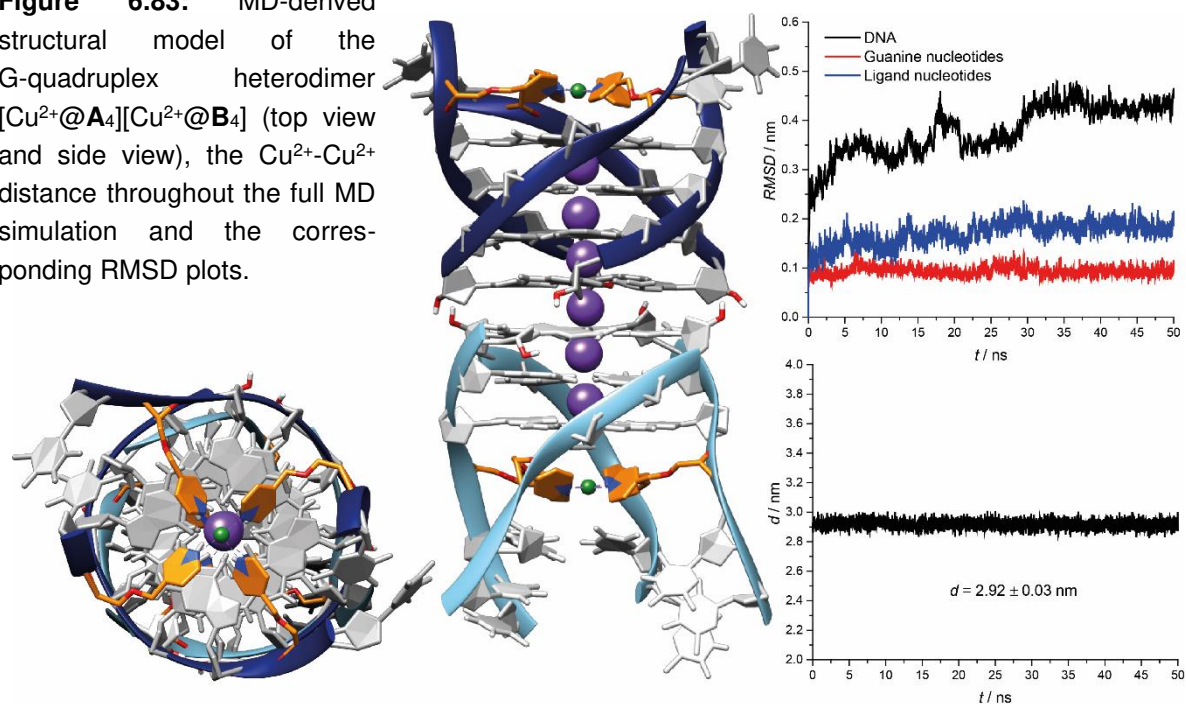 Figure 6.83: MD-derived
structural model of the
G-quadruplex heterodimer
[Cu²⁺@A₄][Cu²⁺@B₄] (top view
and side view), the Cu²⁺-Cu²⁺
distance throughout the full MD
simulation and the corres-
ponding RMSD plots.
0.6
0.5
0.4
0.3
0.2
0.1
0.0
RMSD / nm
DNA
Guanine nucleotides
Ligand nucleotides
0 5 10 15 20 25 30 35 40 45 50
t / ns
4.0
3.8
3.6
3.4
3.2
3.0
2.8
2.6
2.4
2.2
2.0
d / nm
d = 2.92 ± 0.03 nm
0 5 10 15 20 25 30 35 40 45 50
t / ns